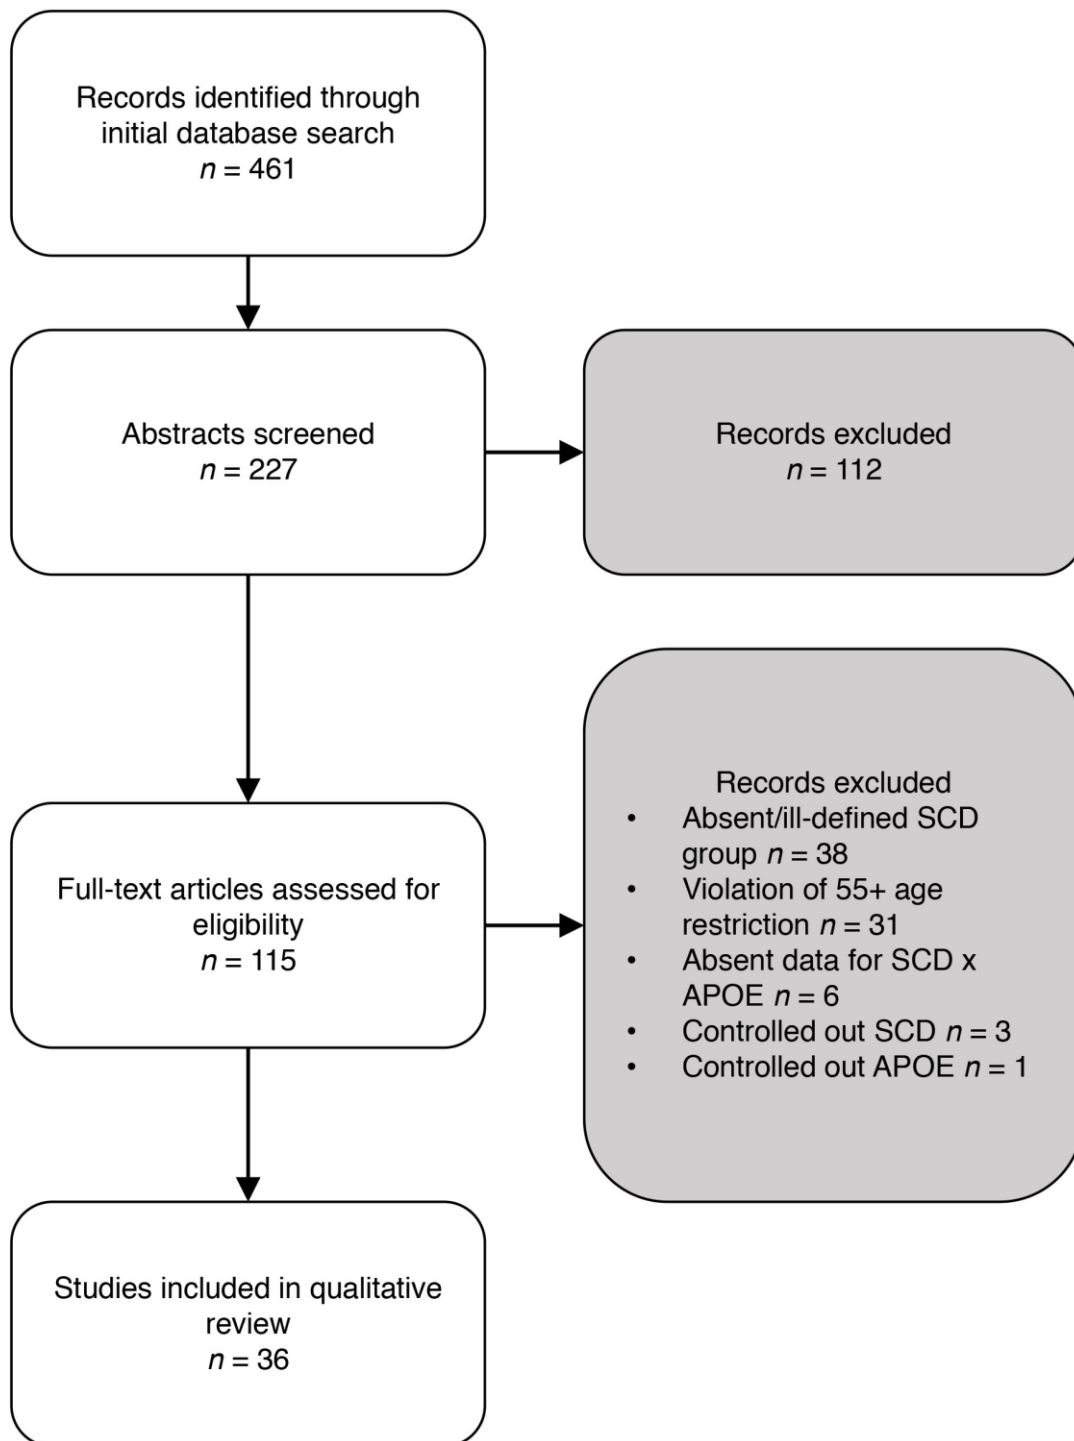 Records identified through
initial database search
n = 461
Abstracts screened
n = 227
Records excluded
n = 112
Full-text articles assessed for
eligibility
n = 115
Records excluded
• Absent/ill-defined SCD
group n = 38
• Violation of 55+ age
restriction n = 31
• Absent data for SCD x
APOE n = 6
• Controlled out SCD n = 3
• Controlled out APOE n = 1
Studies included in qualitative
review
n = 36